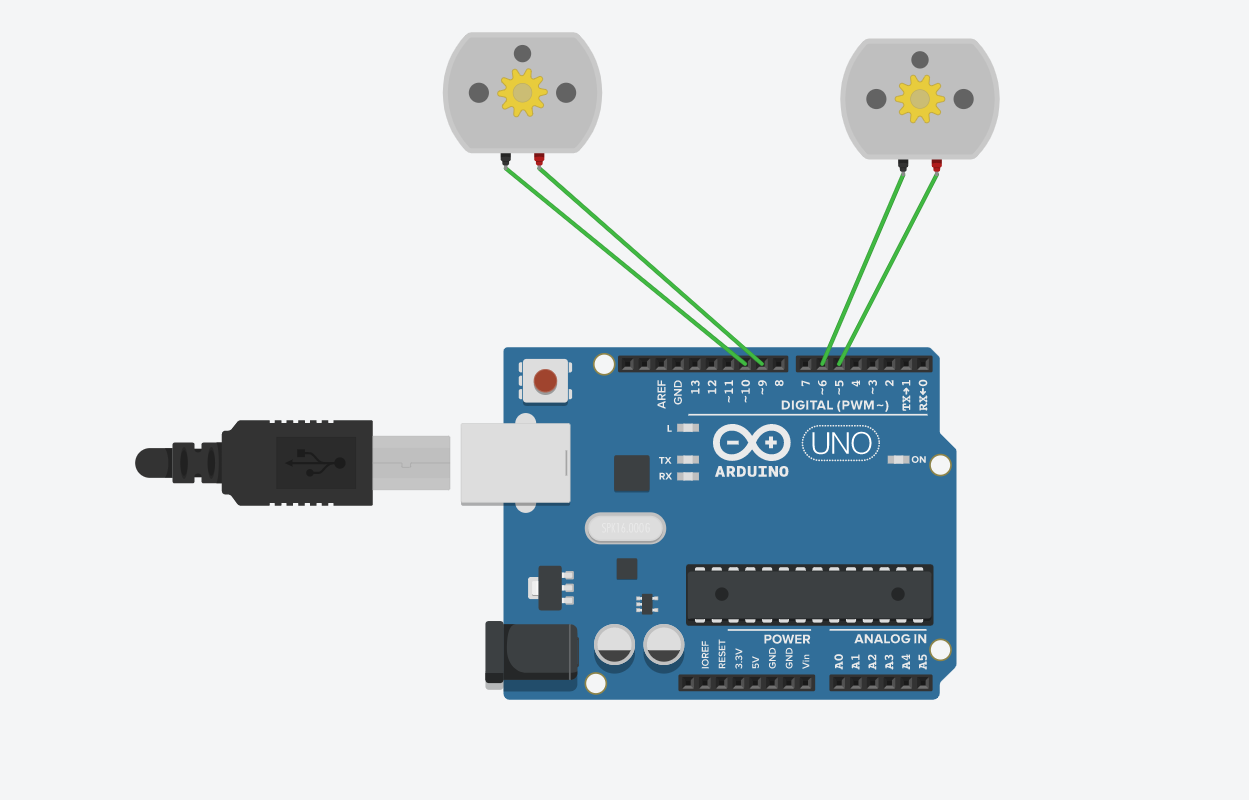 AREF
GND
13
12
~11
~10
~9
8
7
~6
~5
4
~3
2
TX→1
RX←0
DIGITAL (PWM~)
L
TX
RX
ARDUINO
UNO
ON
SPK16.000G
POWER
ANALOG IN
IOREF
RESET
3.3V
5V
GND
GND
Vin
A0
A1
A2
A3
A4
A5